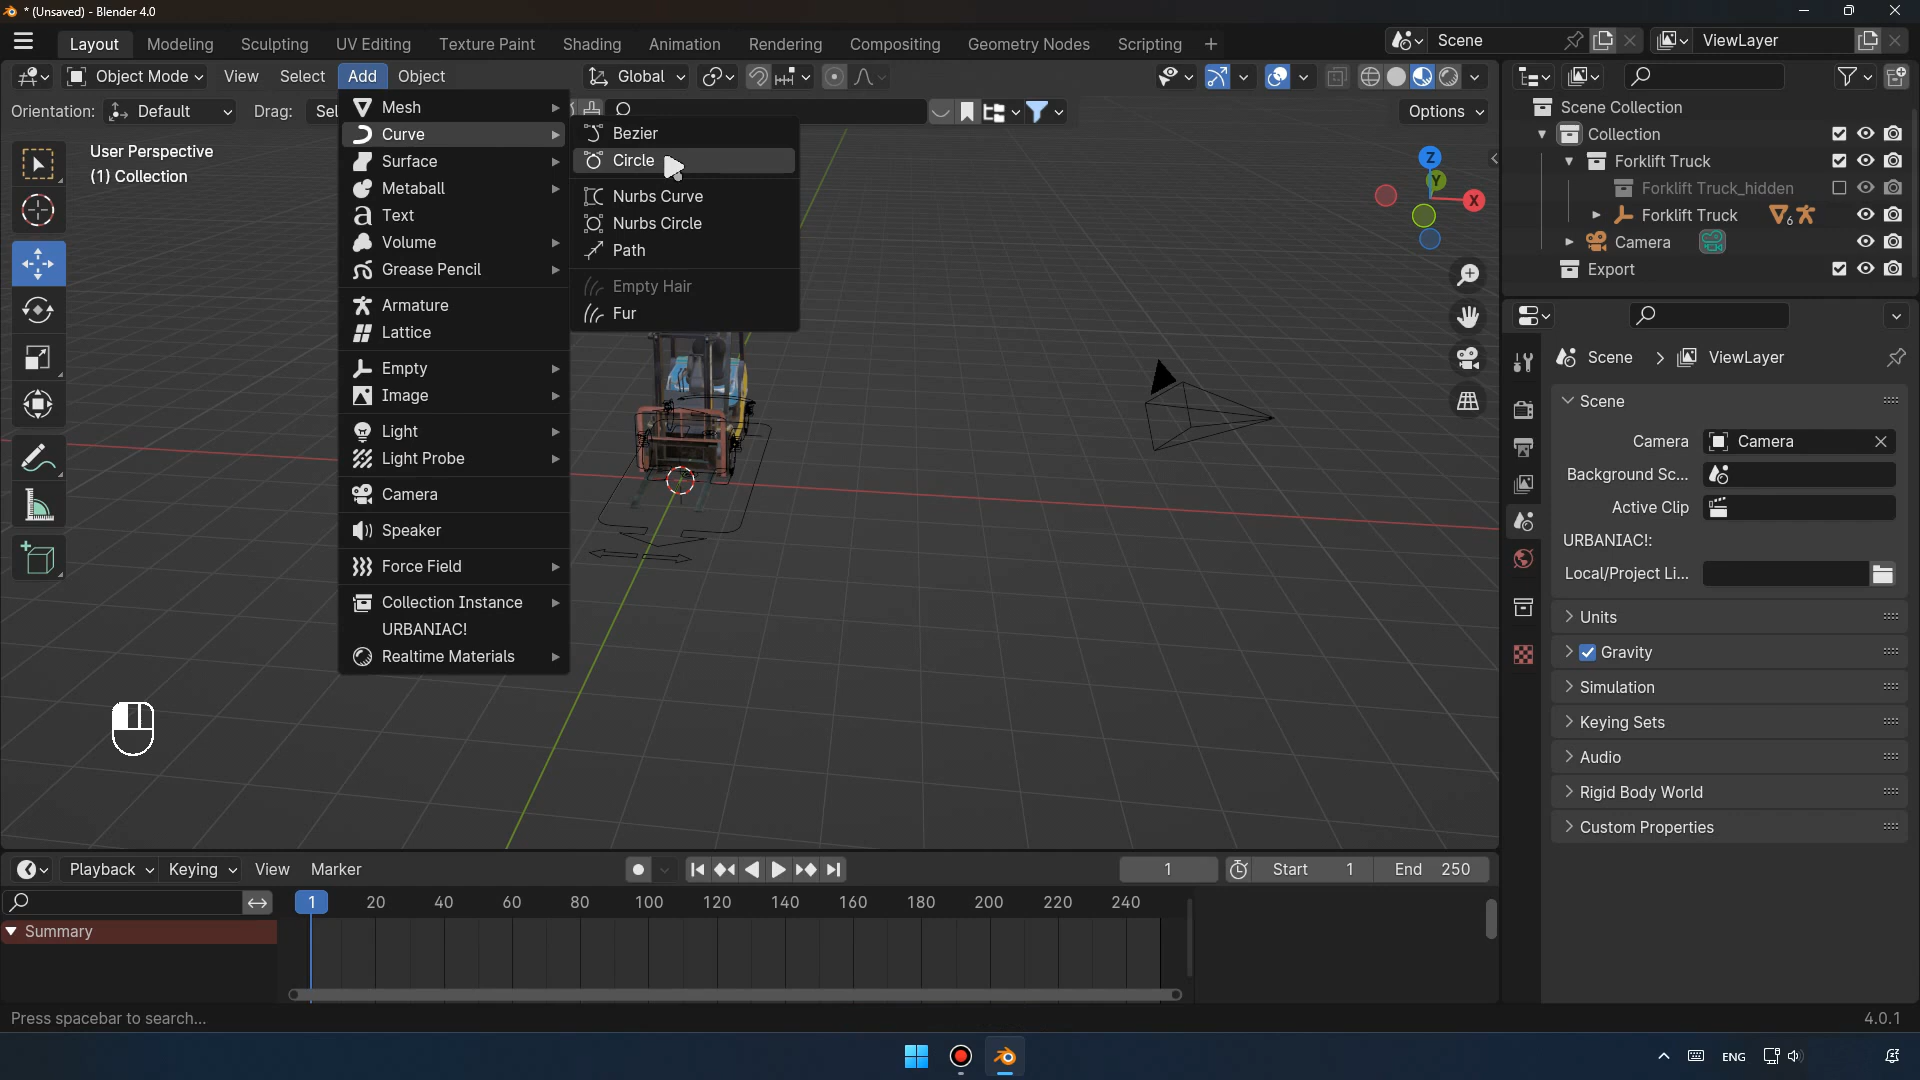 * (Unsaved) - Blender 4.0
Layout Modeling Sculpting UV Editing Texture Paint Shading Animation Rendering Compositing Geometry Nodes Scripting +
Scene
ViewLayer
Object Mode View Select Add Object
Global
Orientation: Default Drag: Sel
Options
User Perspective
(1) Collection
Mesh
Curve
Surface
Metaball
Text
Volume
Grease Pencil
Armature
Lattice
Empty
Image
Light
Light Probe
Camera
Speaker
Force Field
Collection Instance
URBANIAC!
Realtime Materials
Bezier
Circle
Nurbs Curve
Nurbs Circle
Path
Empty Hair
Fur
Z
Y
X
Scene Collection
Collection
Forklift Truck
Forklift Truck_hidden
Forklift Truck 6
Camera
Export
Scene > ViewLayer
Scene
Camera Camera
Background Sc...
Active Clip
URBANIAC!:
Local/Project Li...
Units
Gravity
Simulation
Keying Sets
Audio
Rigid Body World
Custom Properties
Playback Keying View Marker
1
Start 1
End 250
1 20 40 60 80 100 120 140 160 180 200 220 240
Summary
Press spacebar to search...
4.0.1
ENG